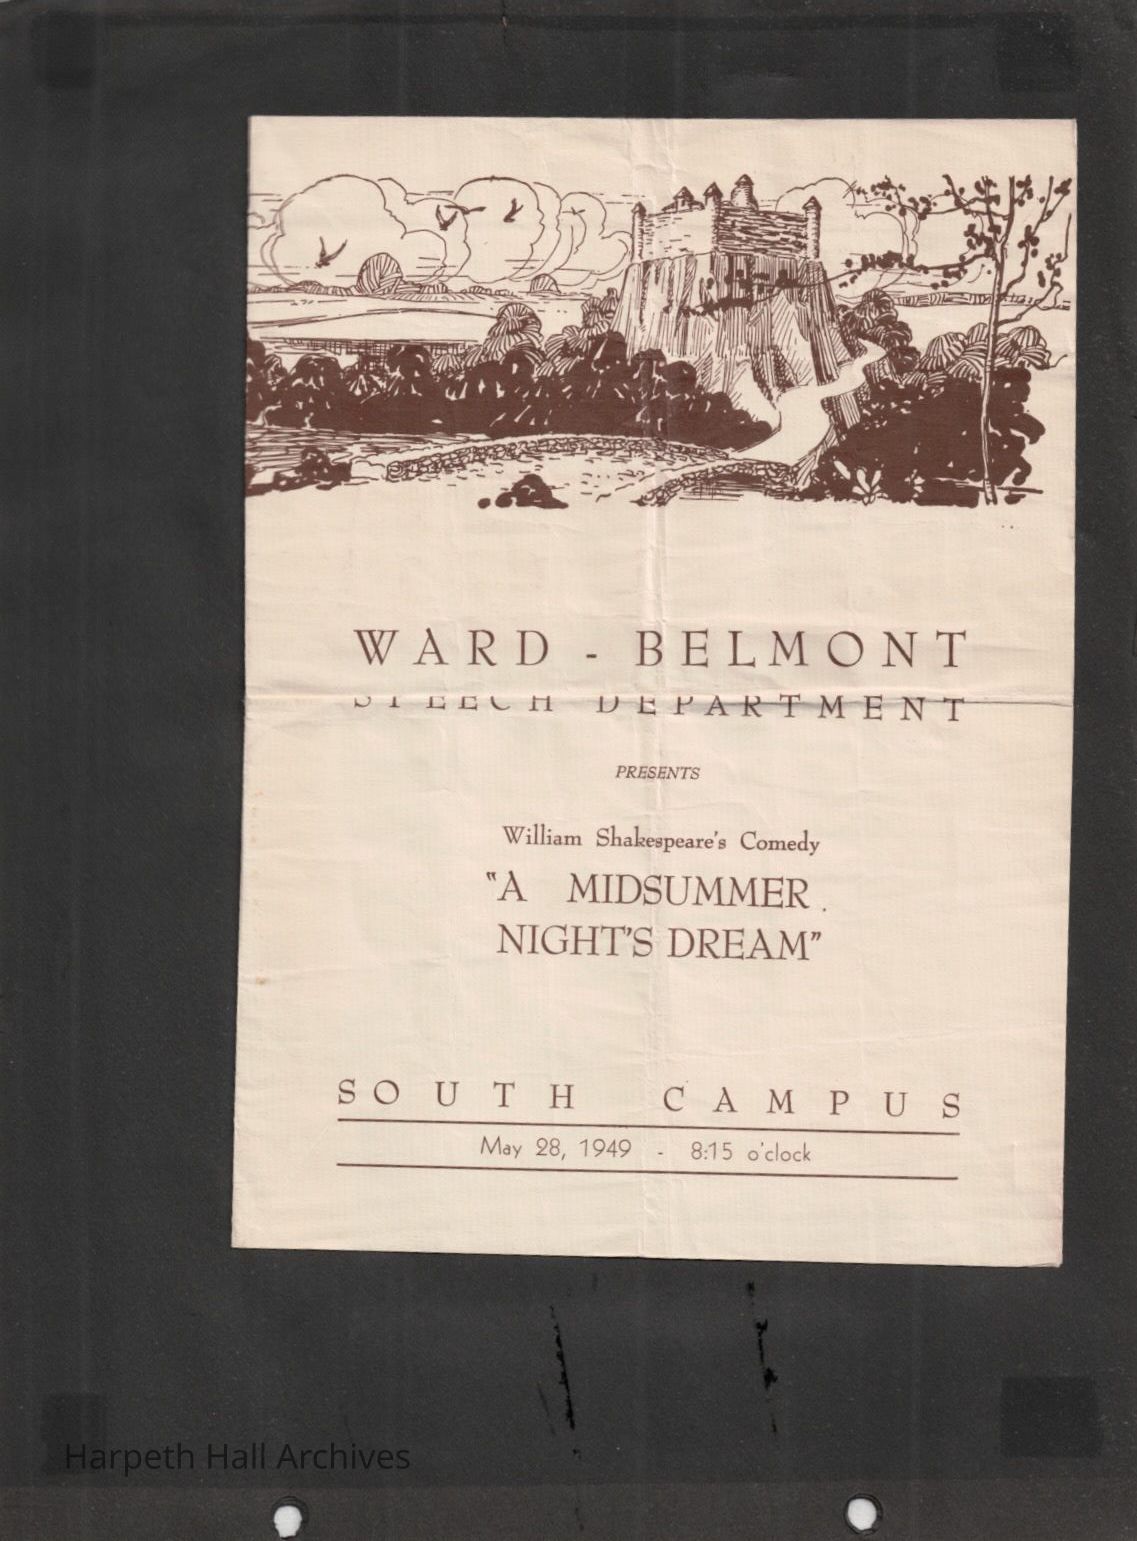 WARD - BELMONT
SPEECH DEPARTMENT
PRESENTS
William Shakespeare's Comedy
"A MIDSUMMER
NIGHT'S DREAM"
SOUTH CAMPUS
May 28, 1949 - 8:15 o'clock
Harpeth Hall Archives